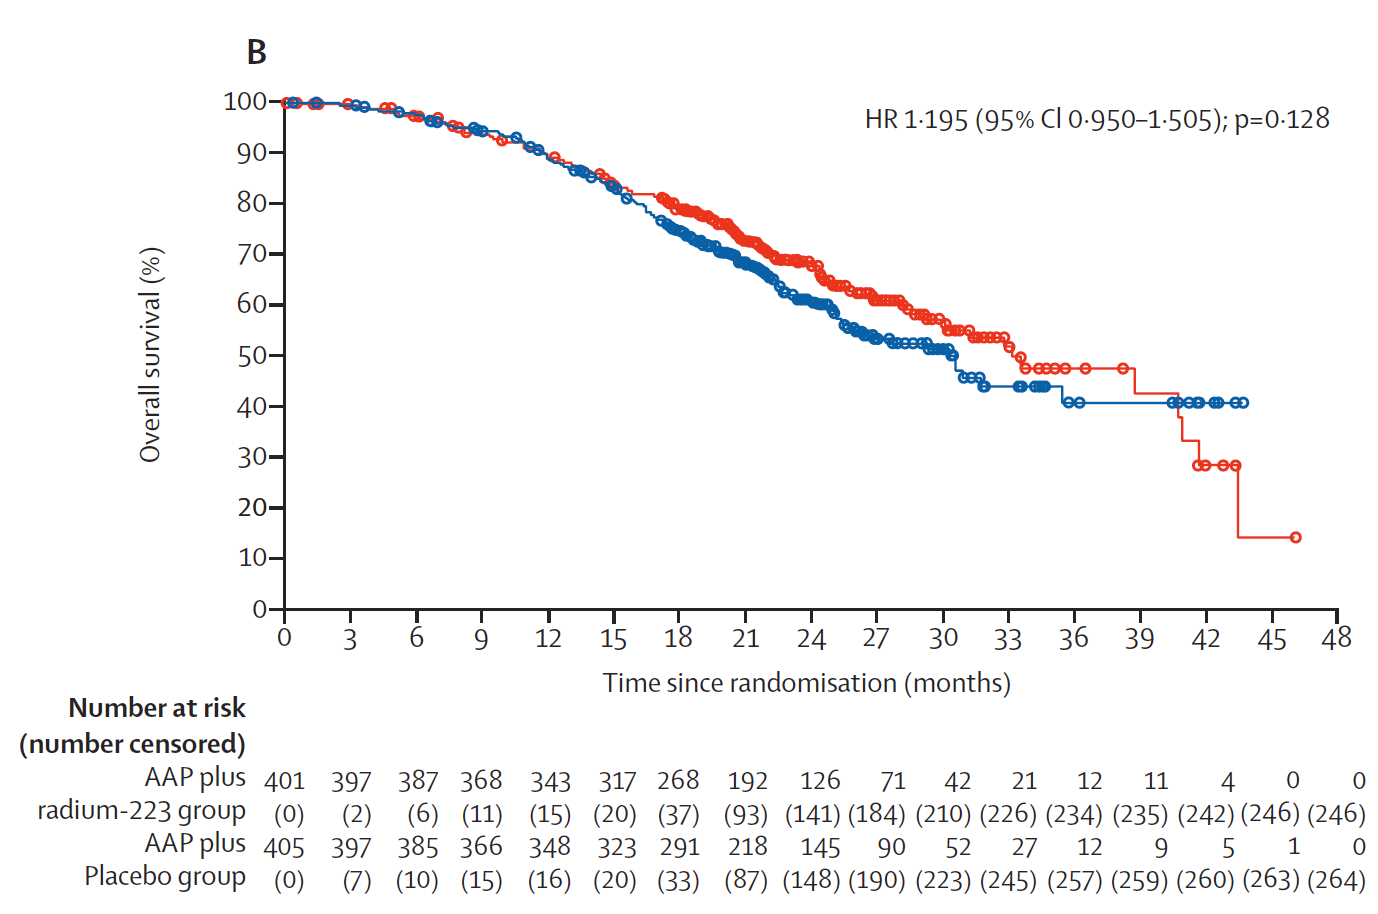 B
HR 1·195 (95% Cl 0·950–1·505); p=0·128
100
90
80
70
60
50
40
30
20
10
0
Overall survival (%)
0 3 6 9 12 15 18 21 24 27 30 33 36 39 42 45 48
Time since randomisation (months)
Number at risk
(number censored)
AAP plus 401 397 387 368 343 317 268 192 126 71 42 21 12 11 4 0 0
radium-223 group (0) (2) (6) (11) (15) (20) (37) (93) (141) (184) (210) (226) (234) (235) (242) (246) (246)
AAP plus 405 397 385 366 348 323 291 218 145 90 52 27 12 9 5 1 0
Placebo group (0) (7) (10) (15) (16) (20) (33) (87) (148) (190) (223) (245) (257) (259) (260) (263) (264)